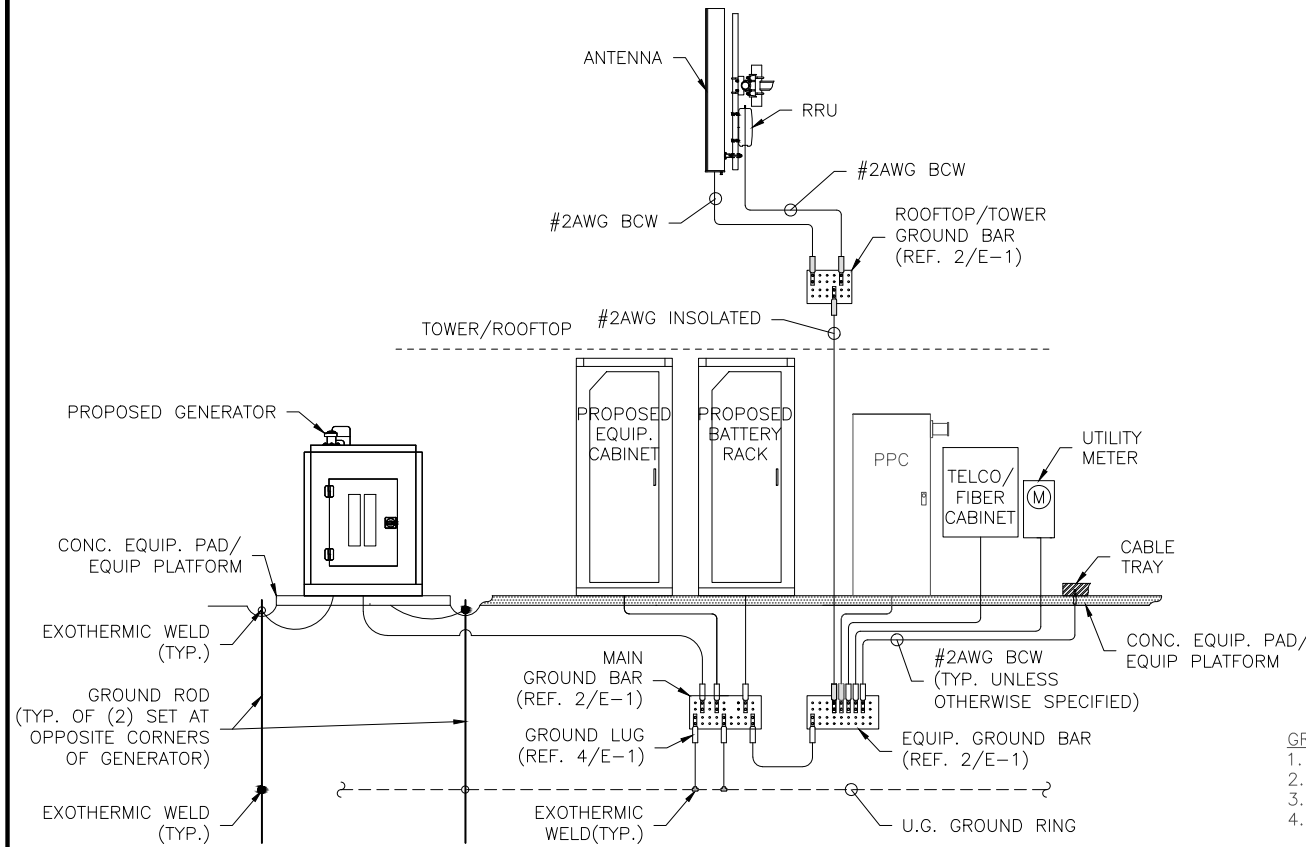 ANTENNA
RRU
#2AWG BCW
#2AWG BCW
ROOFTOP/TOWER
GROUND BAR
(REF. 2/E-1)
TOWER/ROOFTOP
#2AWG INSOLATED
PROPOSED GENERATOR
PROPOSED
EQUIP.
CABINET
PROPOSED
BATTERY
RACK
PPC
TELCO/
FIBER
CABINET
UTILITY
METER
M
CABLE
TRAY
CONC. EQUIP. PAD/
EQUIP PLATFORM
EXOTHERMIC WELD
(TYP.)
CONC. EQUIP. PAD/
EQUIP PLATFORM
#2AWG BCW
(TYP. UNLESS
OTHERWISE SPECIFIED)
MAIN
GROUND BAR
(REF. 2/E-1)
GROUND ROD
(TYP. OF (2) SET AT
OPPOSITE CORNERS
OF GENERATOR)
GROUND LUG
(REF. 4/E-1)
EQUIP. GROUND BAR
(REF. 2/E-1)
EXOTHERMIC WELD
(TYP.)
EXOTHERMIC
WELD(TYP.)
U.G. GROUND RING
1.
2.
3.
4.